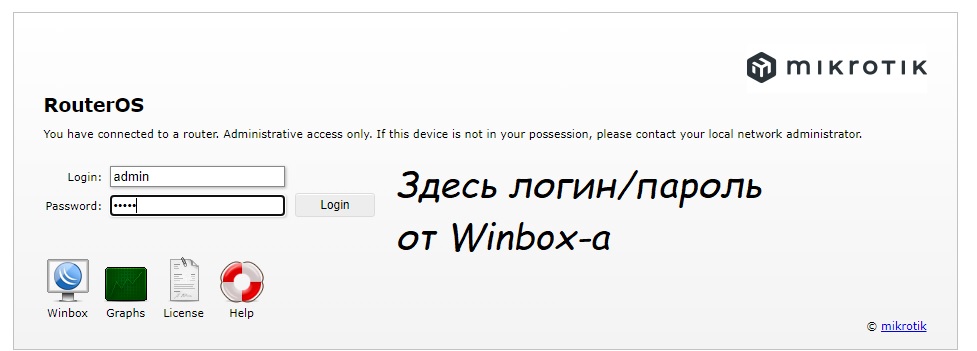 mikrotik
RouterOS
You have connected to a router. Administrative access only. If this device is not in your possession, please contact your local network administrator.
Login: admin
Password: •••••
Login
Здесь логин/пароль
от Winbox-а
Winbox Graphs License Help
© mikrotik